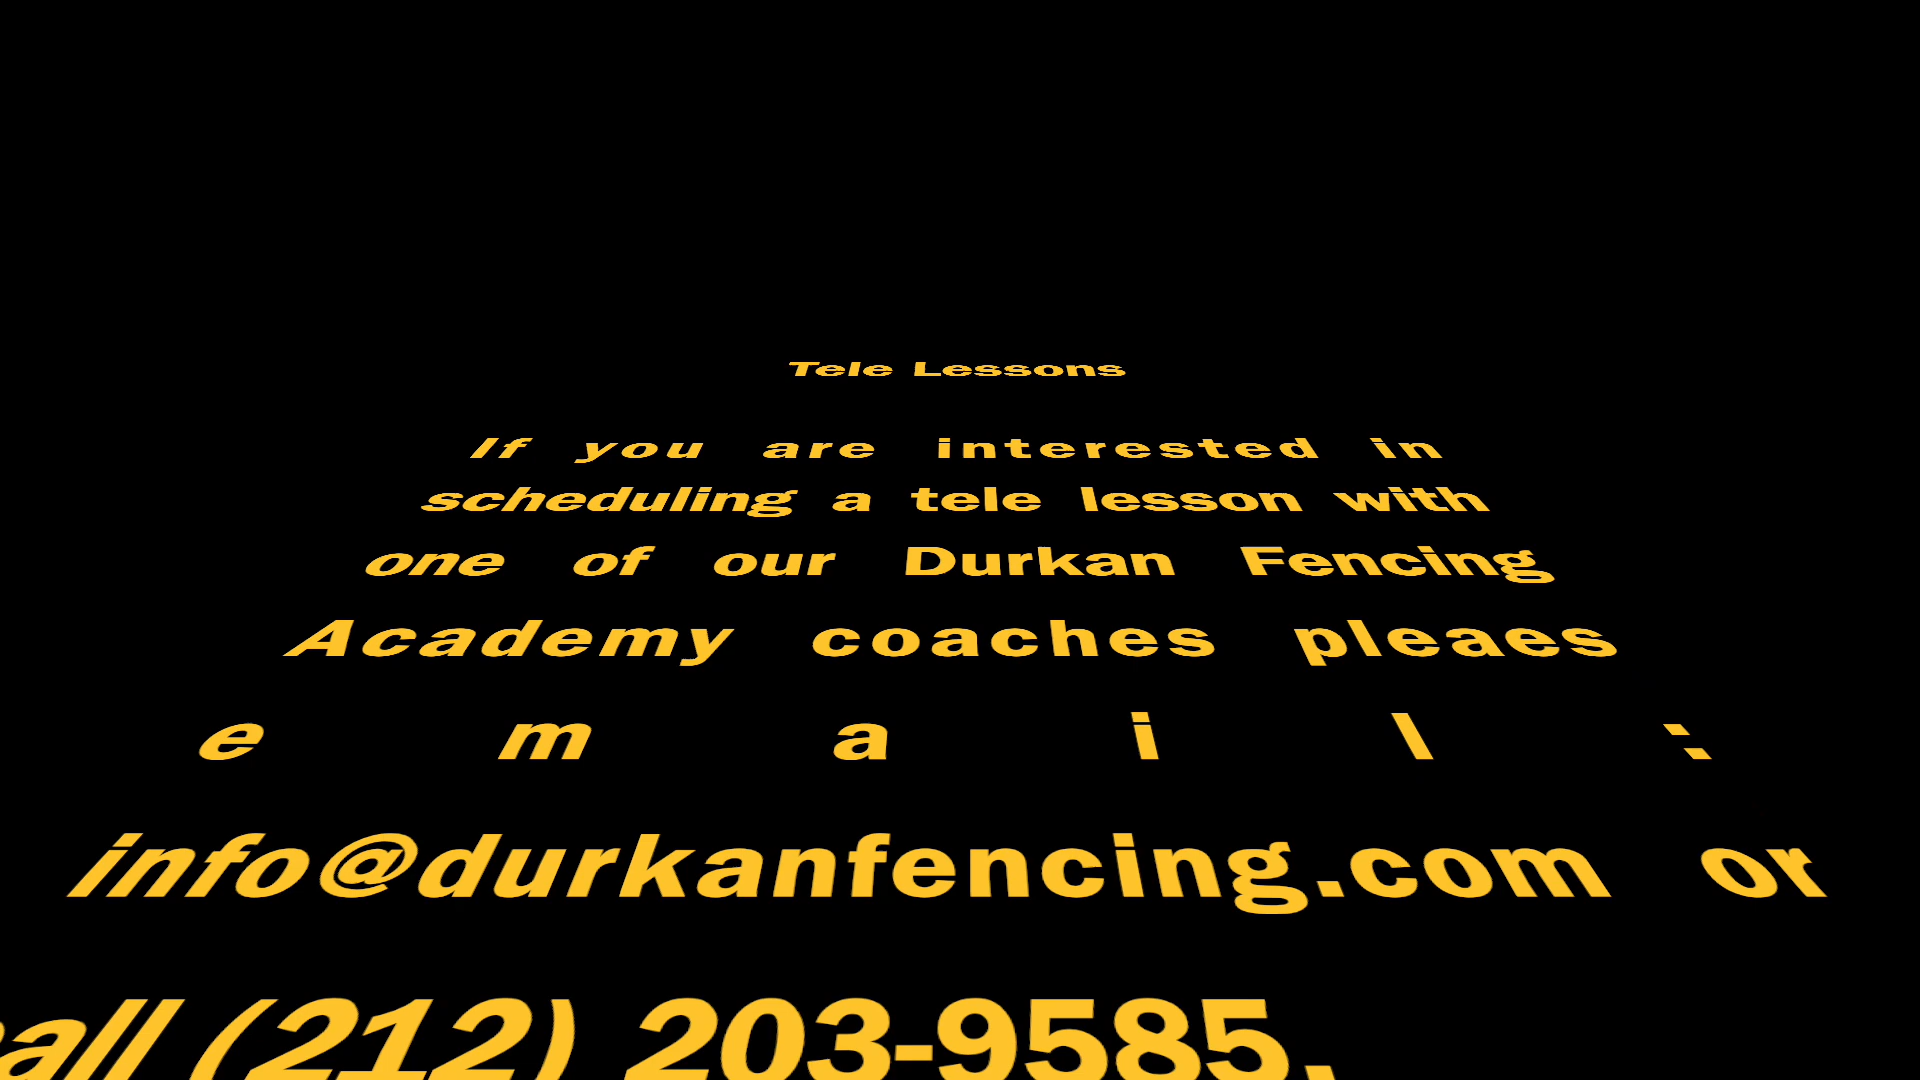 Tele Lessons
If you are interested in
scheduling a tele lesson with
one of our Durkan Fencing
Academy coaches pleaes
email:
info@durkanfencing.com or
call (212) 203-9585.